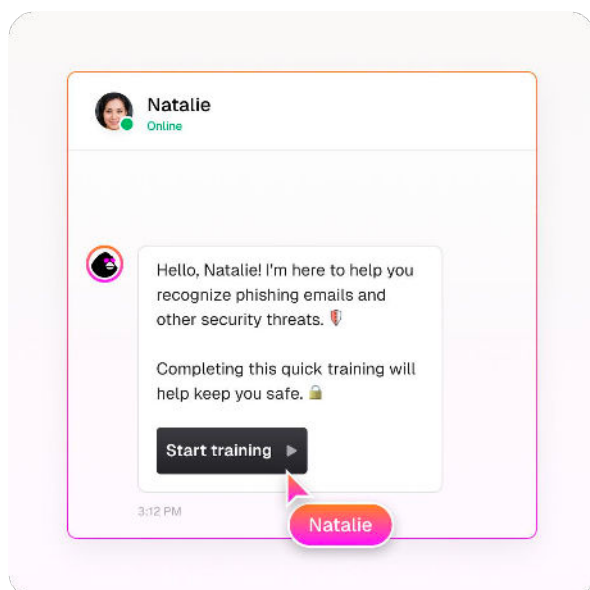 Natalie
Online
Hello, Natalie! I'm here to help you
recognize phishing emails and
other security threats.
Completing this quick training will
help keep you safe.
Start training
3:12 PM
Natalie